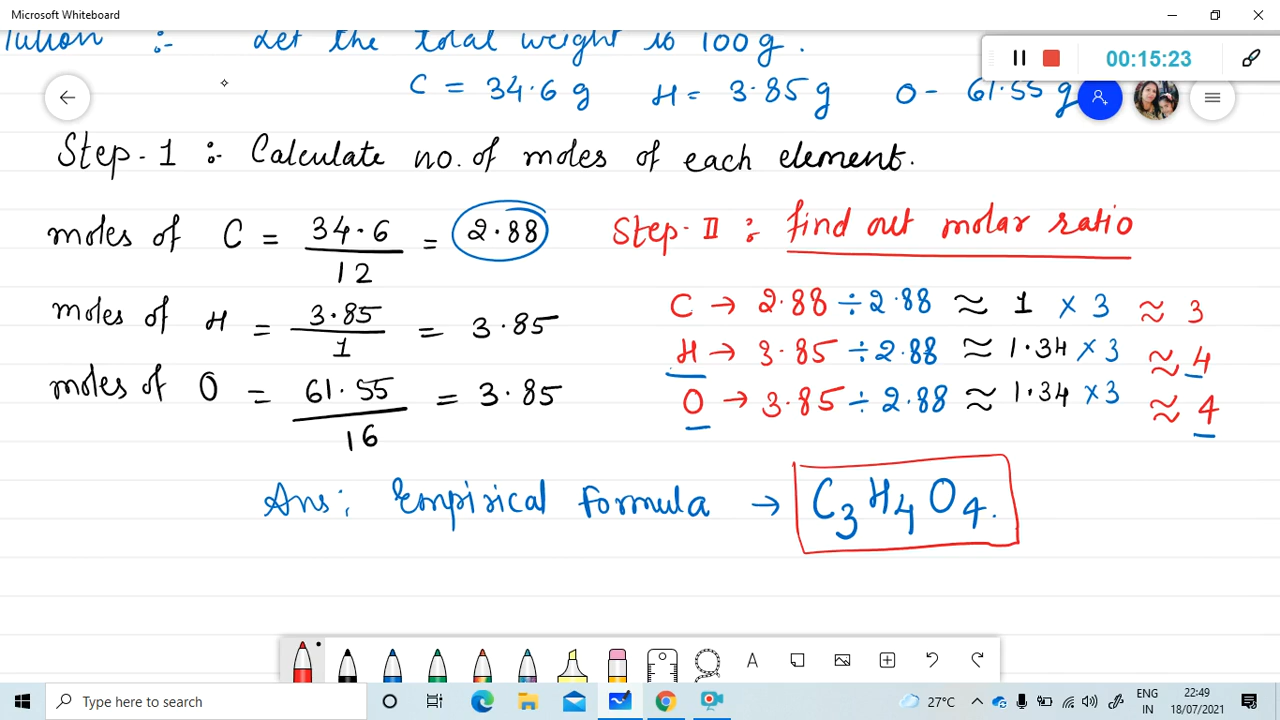 Microsoft Whiteboard
lution :- Let the total weight is 100 g.
00:15:23
C = 34.6 g H = 3.85 g O - 61.55 g
Step-1 :- Calculate no. of moles of each element.
moles of C = 34.6 / 12 = 2.88
moles of H = 3.85 / 1 = 3.85
moles of O = 61.55 / 16 = 3.85
Step-II : find out molar ratio
C → 2.88 ÷ 2.88 ≈ 1 × 3 ≈ 3
H → 3.85 ÷ 2.88 ≈ 1.34 × 3 ≈ 4
O → 3.85 ÷ 2.88 ≈ 1.34 × 3 ≈ 4
Ans: Empirical formula → C₃H₄O₄.
A
Type here to search
27°C
ENG
IN
22:49
18/07/2021